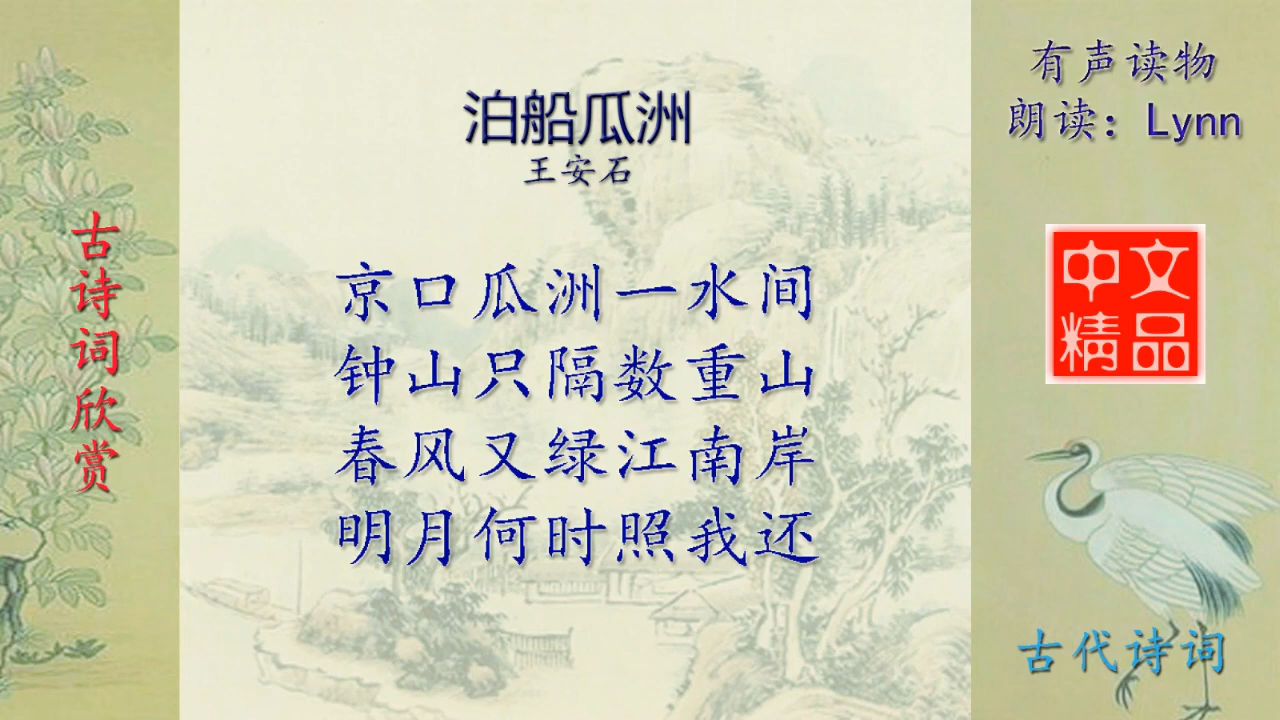 泊船瓜洲
王安石
京口瓜洲一水间
钟山只隔数重山
春风又绿江南岸
明月何时照我还
古诗词欣赏
有声读物
朗读：Lynn
中文
精品
古代诗词